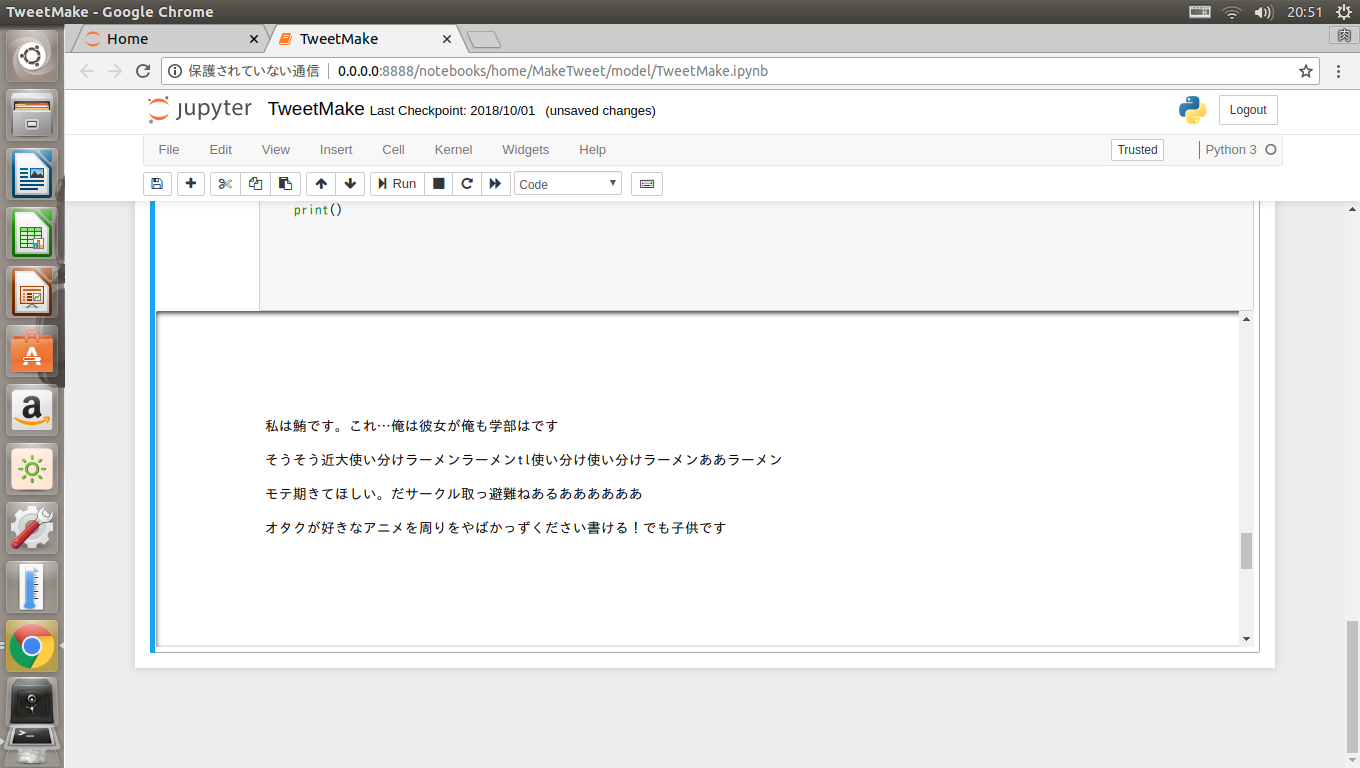 TweetMake - Google Chrome
20:51
Home
TweetMake
保護されていない通信
0.0.0.0:8888/notebooks/home/MakeTweet/model/TweetMake.ipynb
jupyter TweetMake Last Checkpoint: 2018/10/01 (unsaved changes)
Logout
File Edit View Insert Cell Kernel Widgets Help
Trusted
Python 3
Run
Code
print()
私は鮪です。これ…俺は彼女が俺も学部はです
そうそう近大使い分けラーメンラーメンtl使い分け使い分けラーメンああラーメン
モテ期きてほしい。だサークル取っ避難ねあるああああああ
オタクが好きなアニメを周りをやばかっずください書ける！でも子供です